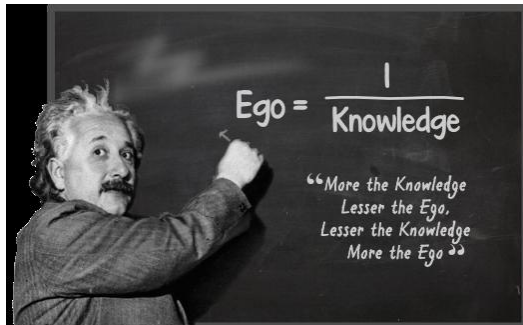 Ego = 1 / Knowledge
“More the Knowledge
Lesser the Ego,
Lesser the Knowledge
More the Ego”